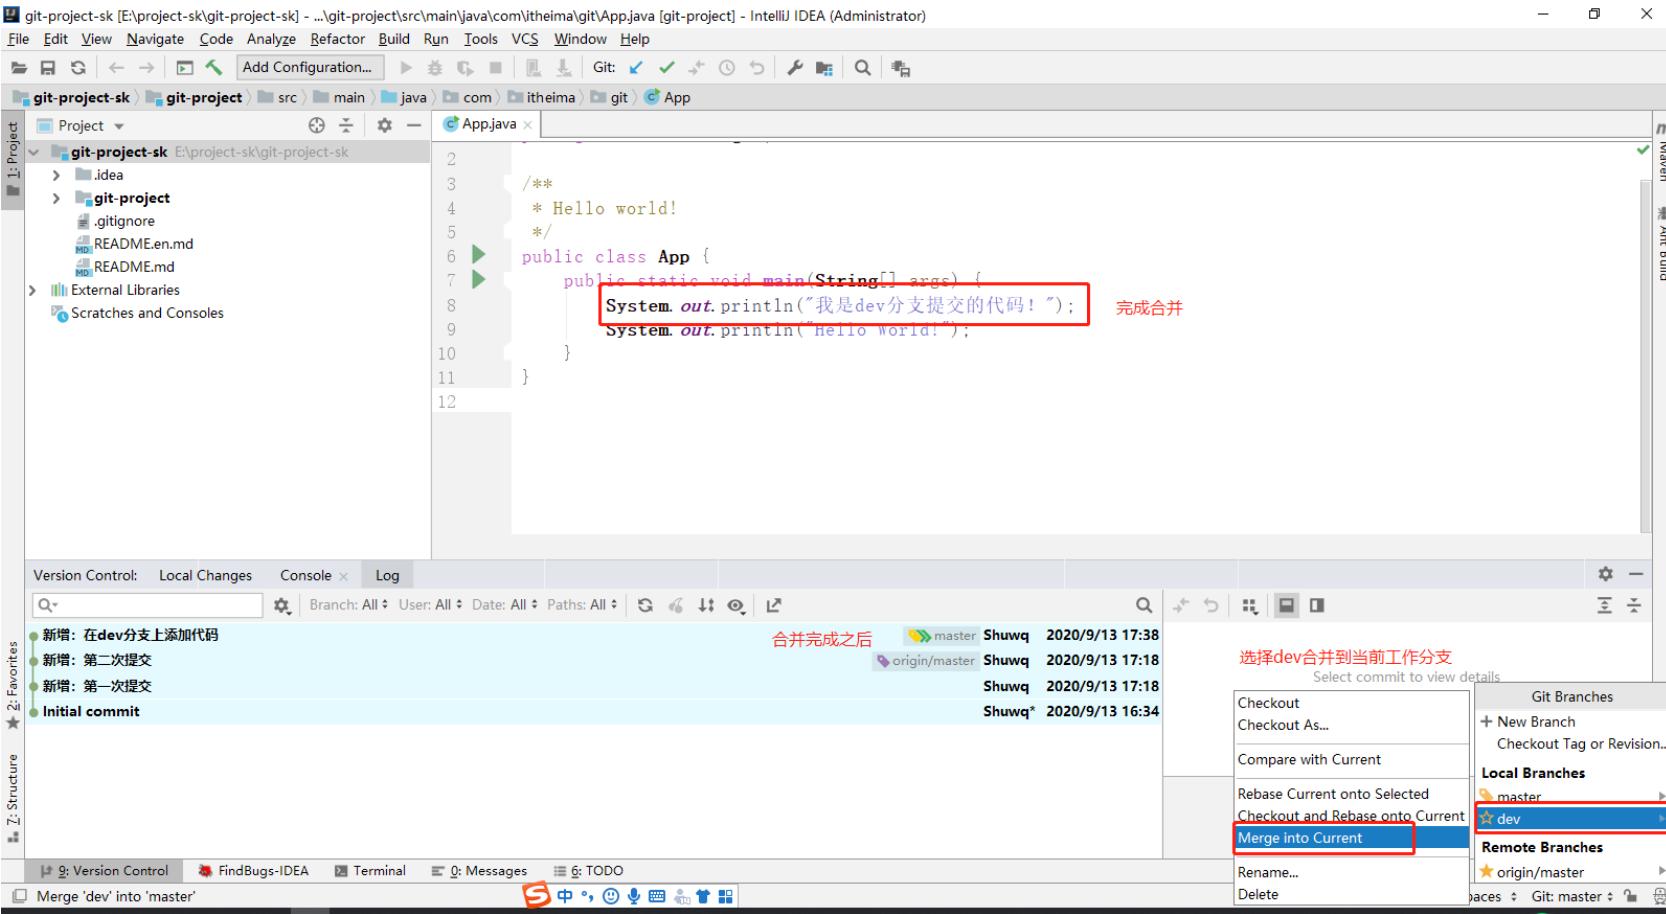 git-project-sk [E:\project-sk\git-project-sk] - ...\git-project\src\main\java\com\itheima\git\App.java [git-project] - IntelliJ IDEA (Administrator)
File Edit View Navigate Code Analyze Refactor Build Run Tools VCS Window Help
Add Configuration... Git:
git-project-sk git-project src main java com itheima git App
Project App.java
1: Project
Maven
Ant Build
git-project-sk E:\project-sk\git-project-sk
.idea
git-project
.gitignore
README.en.md
README.md
External Libraries
Scratches and Consoles
2
3 /**
4 * Hello world!
5 */
6 public class App {
7 public static void main(String[] args) {
8 System.out.println("我是dev分支提交的代码！");
完成合并
9 System.out.println("Hello World!");
10 }
11 }
12
Version Control: Local Changes Console Log
Branch: All User: All Date: All Paths: All
新增：在dev分支上添加代码 合并完成之后 master Shuwq 2020/9/13 17:38
新增：第二次提交 origin/master Shuwq 2020/9/13 17:18
新增：第一次提交 Shuwq 2020/9/13 17:18
Initial commit Shuwq* 2020/9/13 16:34
选择dev合并到当前工作分支
Select commit to view details
2: Favorites
7: Structure
Checkout
Checkout As...
Compare with Current
Rebase Current onto Selected
Checkout and Rebase onto Current
Merge into Current
Rename...
Delete
Git Branches
New Branch
Checkout Tag or Revision..
Local Branches
master
dev
Remote Branches
origin/master
9: Version Control FindBugs-IDEA Terminal 0: Messages 6: TODO
Merge 'dev' into 'master' 中 paces Git: master